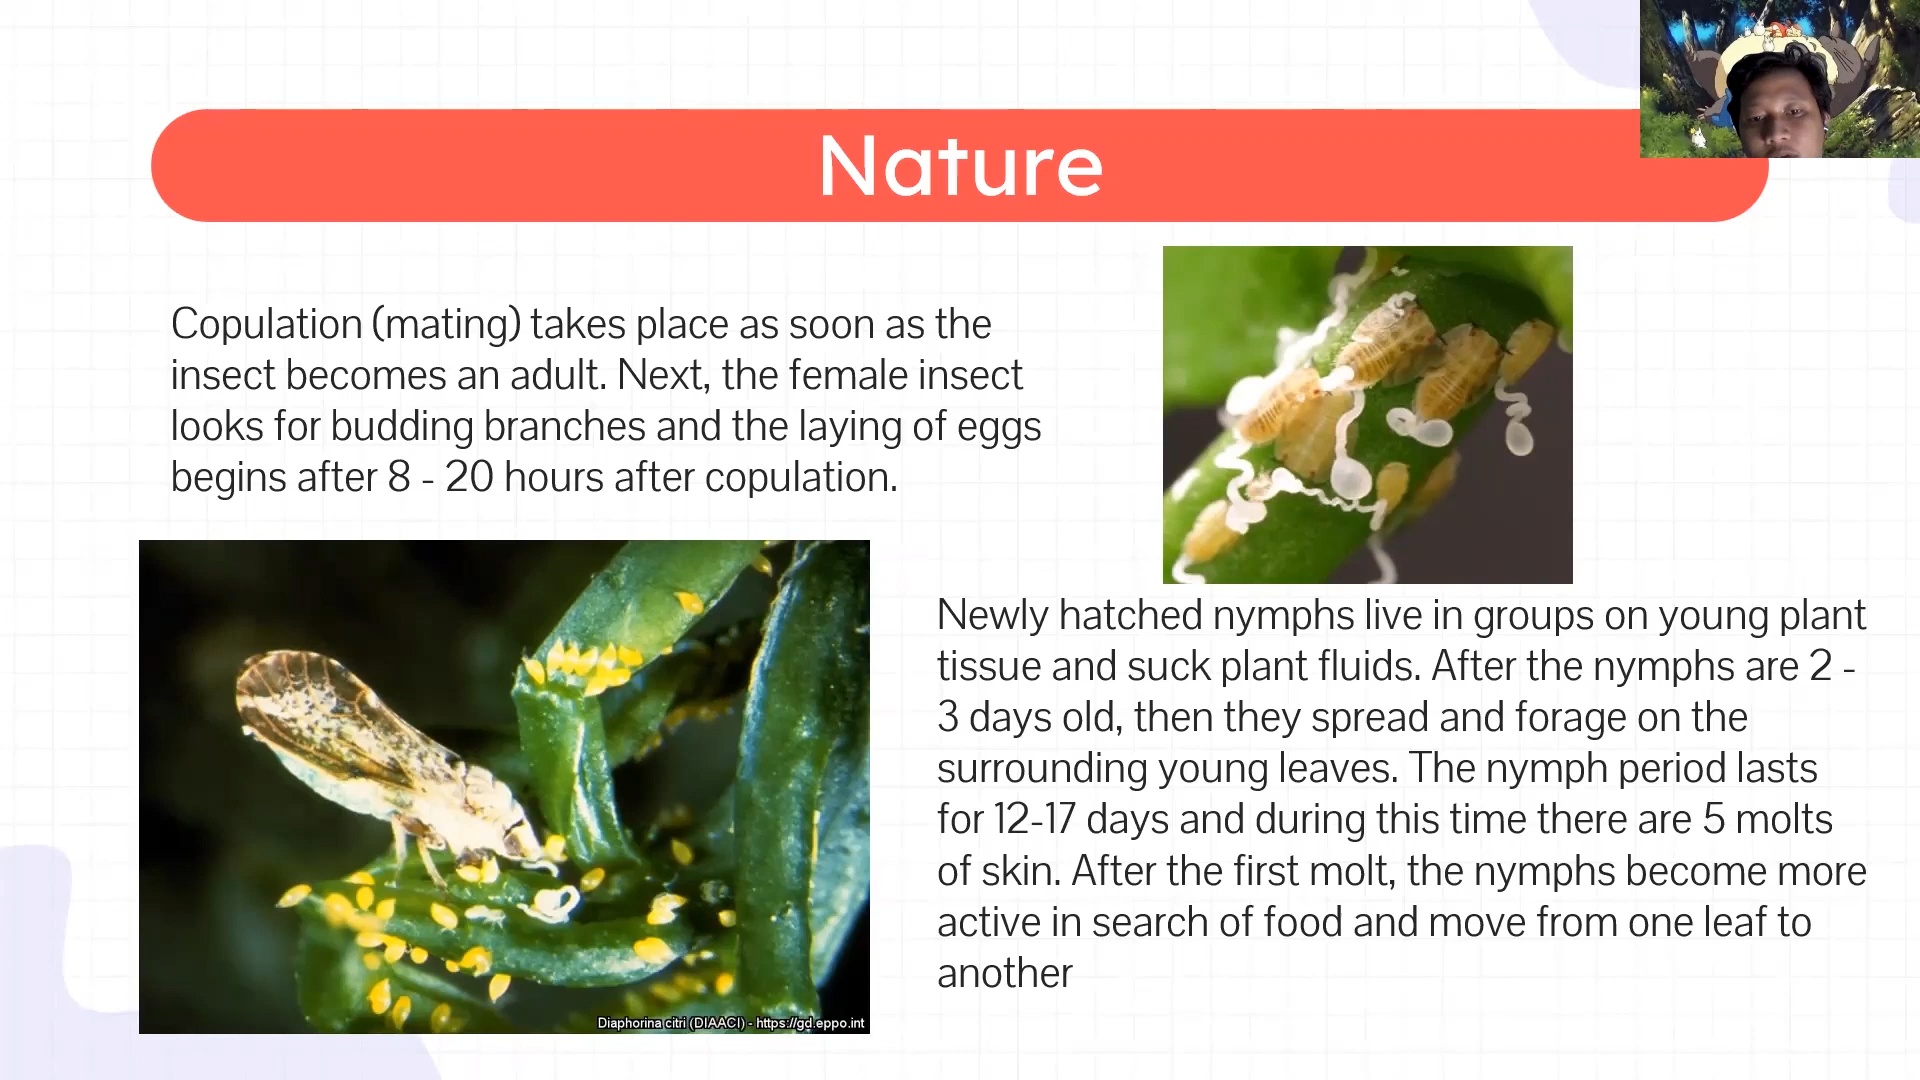 Nature
Copulation (mating) takes place as soon as the
insect becomes an adult. Next, the female insect
looks for budding branches and the laying of eggs
begins after 8 - 20 hours after copulation.
Newly hatched nymphs live in groups on young plant
tissue and suck plant fluids. After the nymphs are 2 -
3 days old, then they spread and forage on the
surrounding young leaves. The nymph period lasts
for 12-17 days and during this time there are 5 molts
of skin. After the first molt, the nymphs become more
active in search of food and move from one leaf to
another
Diaphorina citri (DIAACI) - https://gd.eppo.int